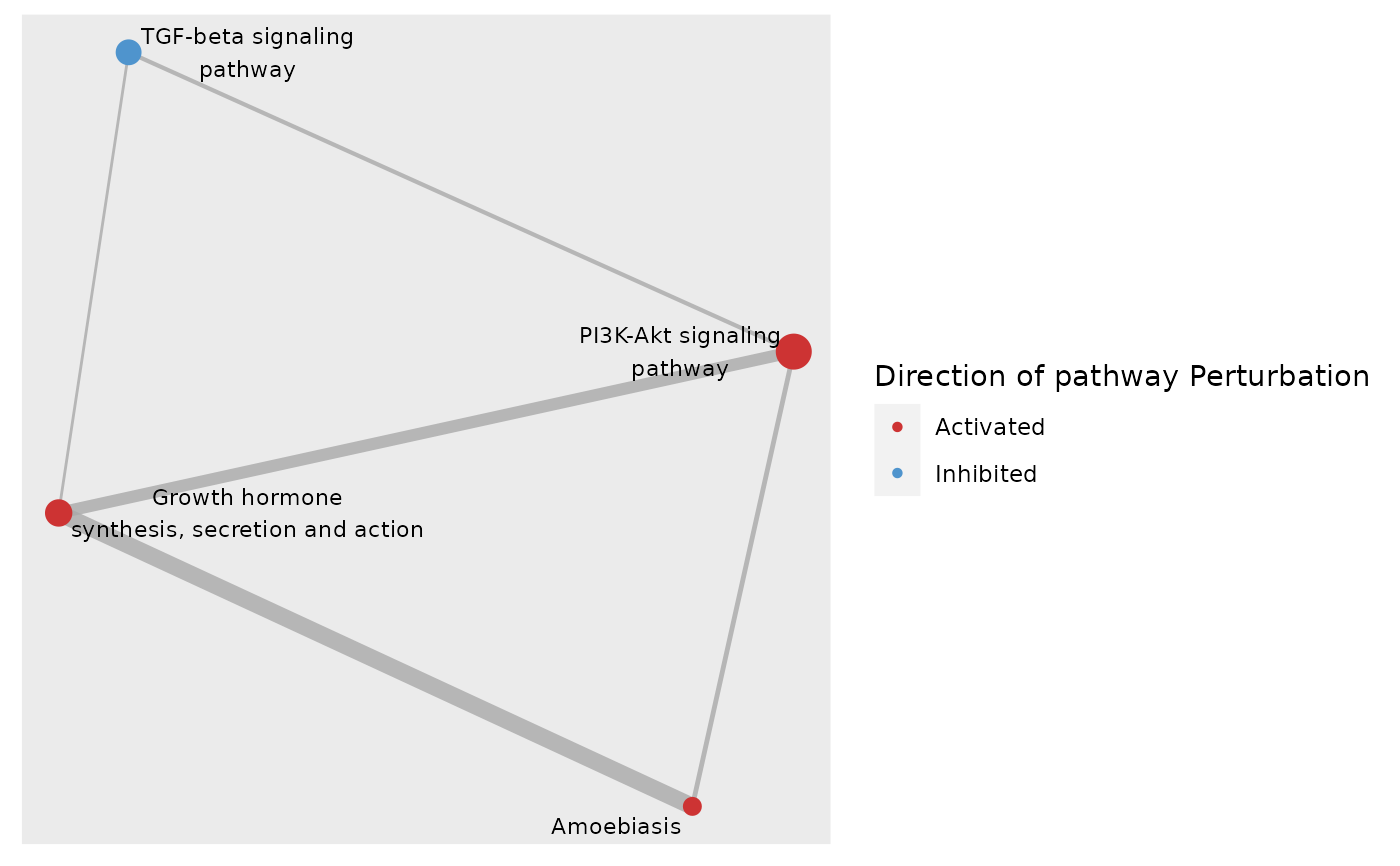 TGF-beta signaling
pathway
PI3K-Akt signaling
pathway
Growth hormone
synthesis, secretion and action
Amoebiasis
Direction of pathway Perturbation
Activated
Inhibited